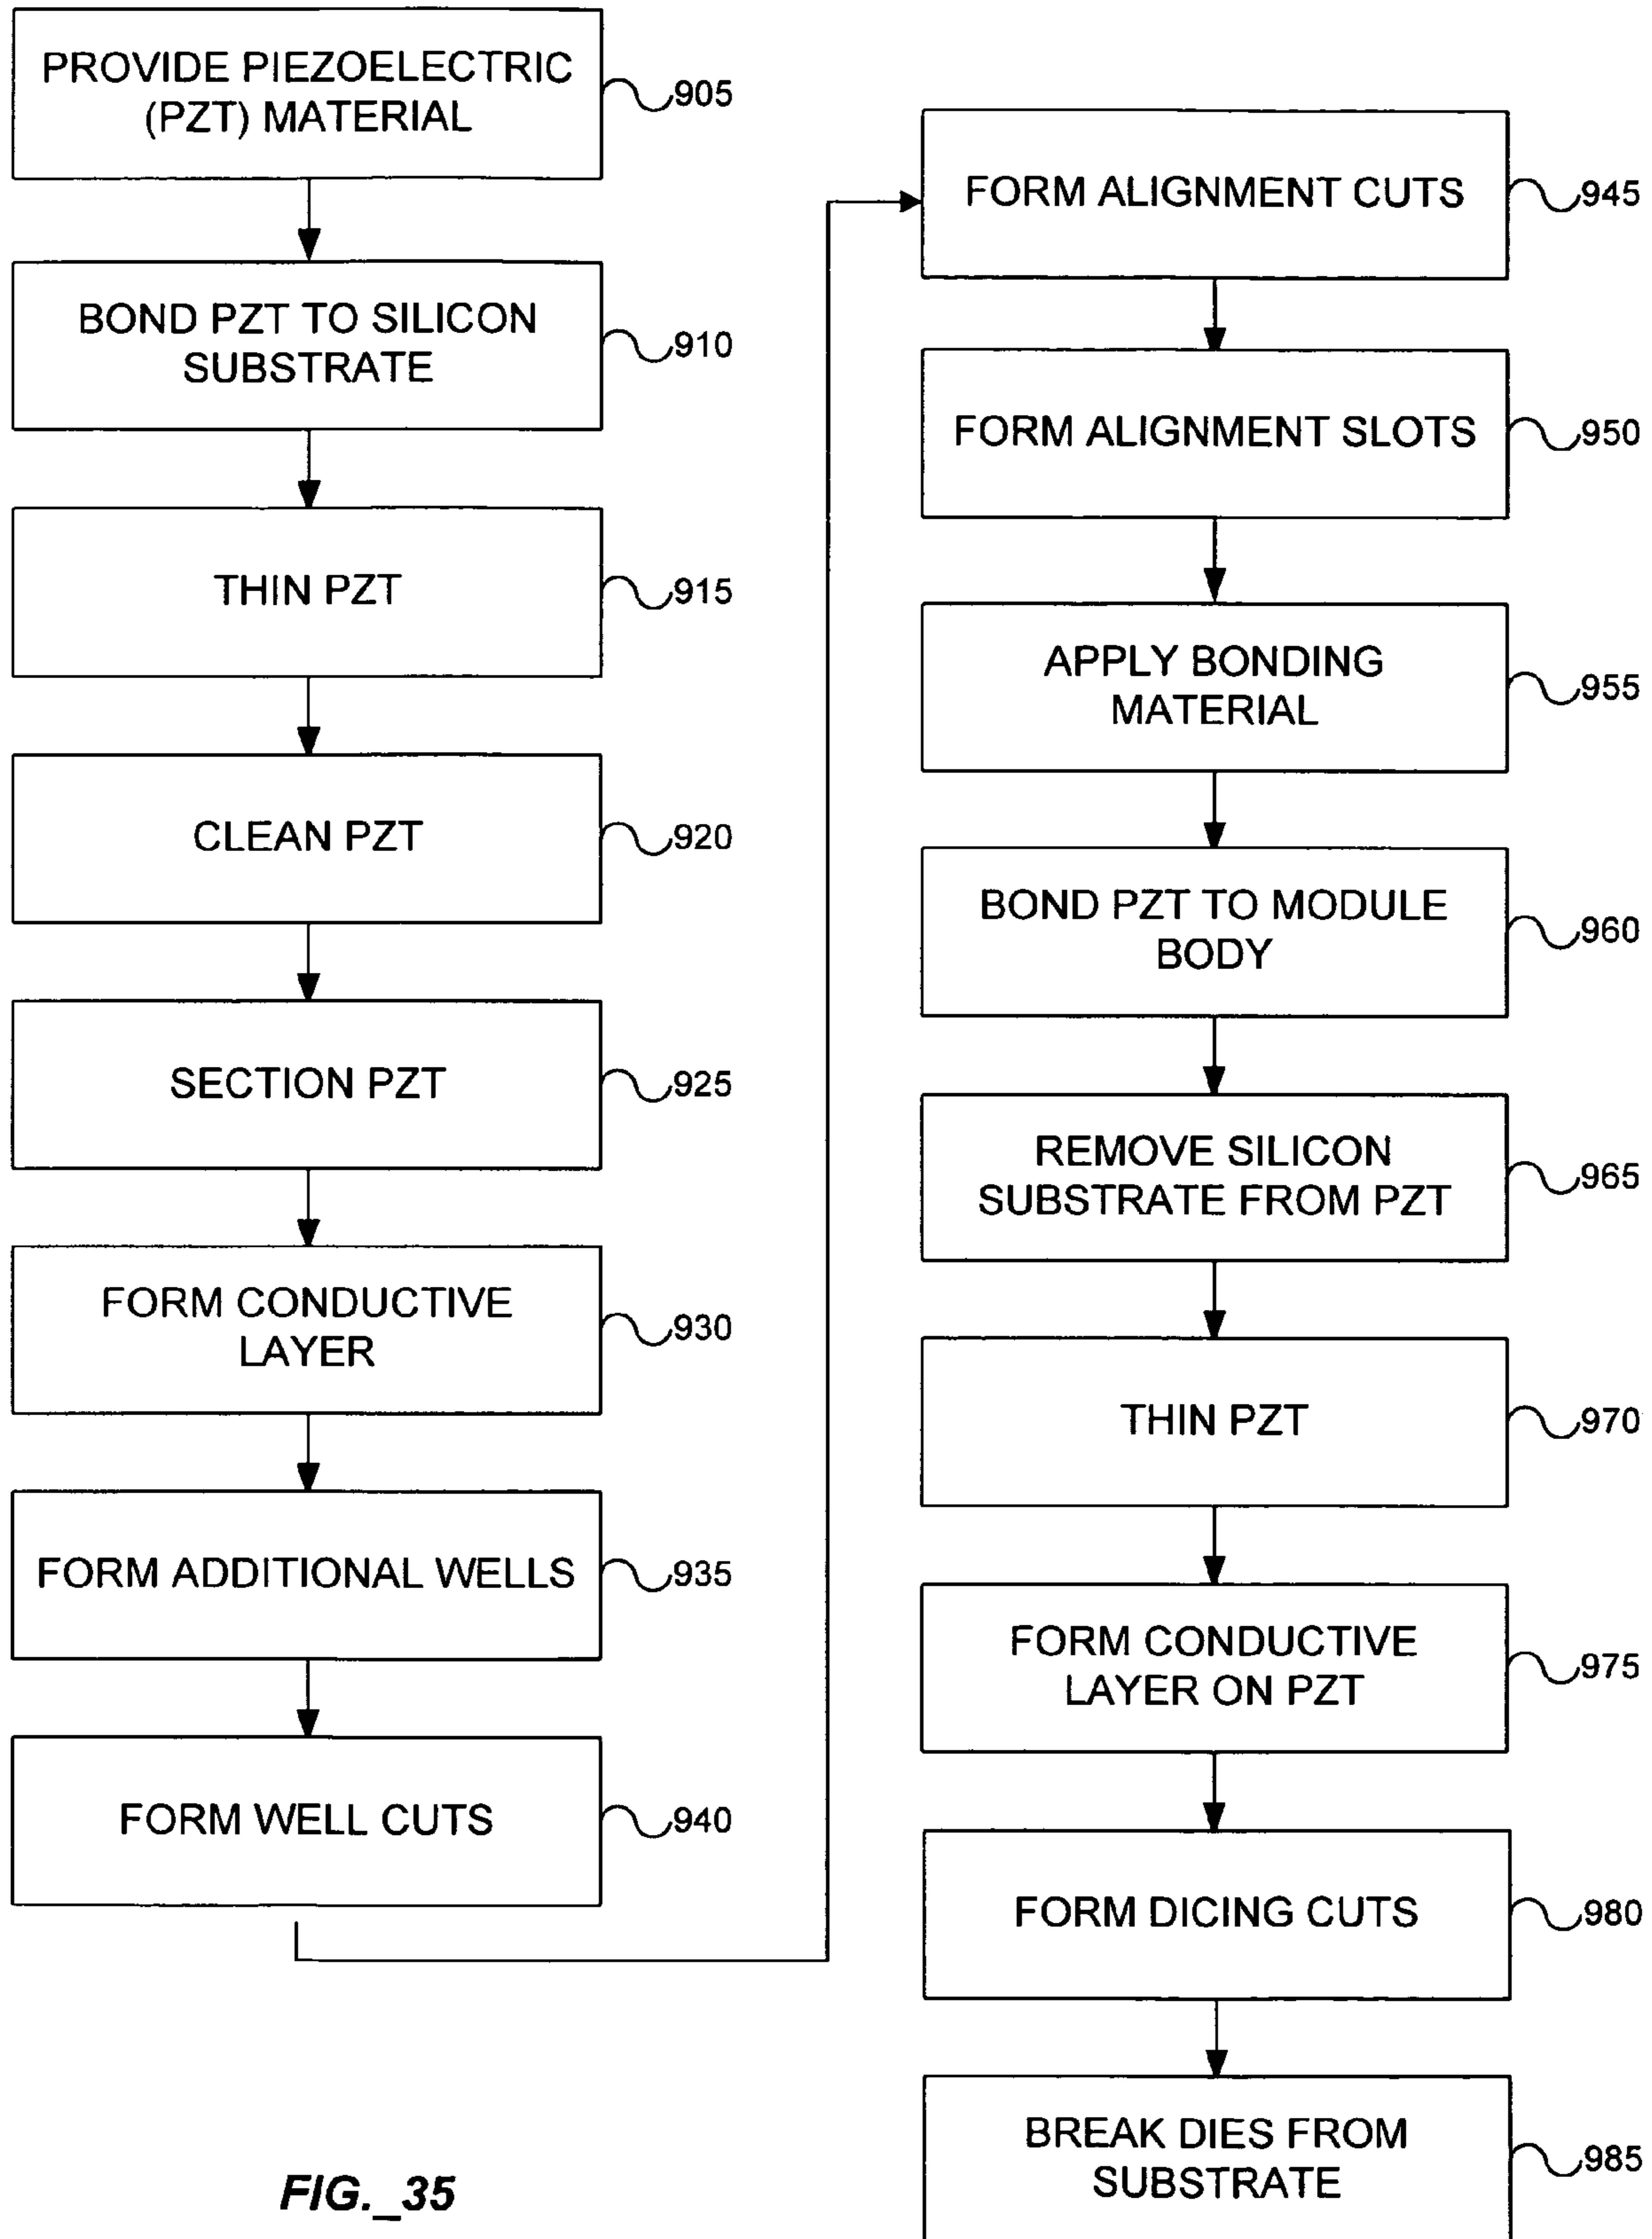 PROVIDE PIEZOELECTRIC
(PZT) MATERIAL
905
BOND PZT TO SILICON
SUBSTRATE
910
THIN PZT
915
CLEAN PZT
920
SECTION PZT
925
FORM CONDUCTIVE
LAYER
930
FORM ADDITIONAL WELLS
935
FORM WELL CUTS
940
FORM ALIGNMENT CUTS
945
FORM ALIGNMENT SLOTS
950
APPLY BONDING
MATERIAL
955
BOND PZT TO MODULE
BODY
960
REMOVE SILICON
SUBSTRATE FROM PZT
965
THIN PZT
970
FORM CONDUCTIVE
LAYER ON PZT
975
FORM DICING CUTS
980
BREAK DIES FROM
SUBSTRATE
985
FIG._35